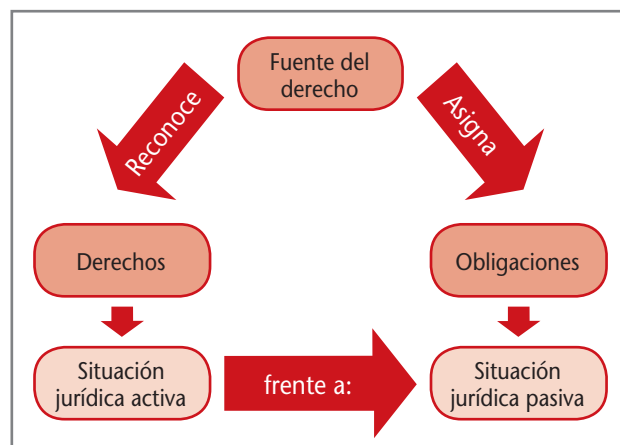 Fuente del
derecho
Reconoce
Asigna
Derechos
Obligaciones
Situación
jurídica activa
frente a:
Situación
jurídica pasiva